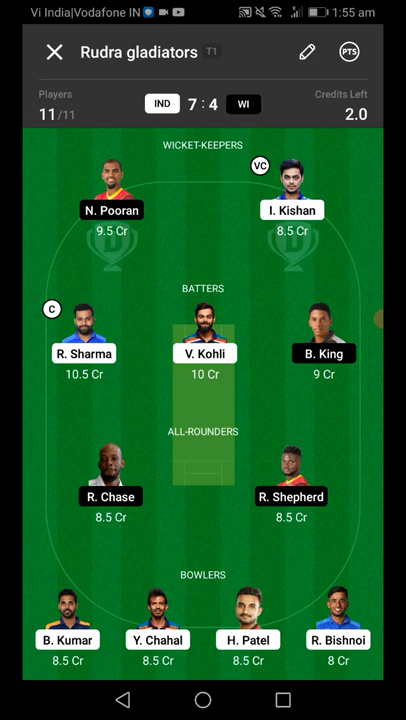 Vi India|Vodafone IN 1:55 am
Rudra gladiators T1 PTS
Players Credits Left
11/11 IND 7 : 4 WI 2.0
WICKET-KEEPERS
VC
N. Pooran I. Kishan
9.5 Cr 8.5 Cr
BATTERS
C
R. Sharma V. Kohli B. King
10.5 Cr 10 Cr 9 Cr
ALL-ROUNDERS
R. Chase R. Shepherd
8.5 Cr 8.5 Cr
BOWLERS
B. Kumar Y. Chahal H. Patel R. Bishnoi
8.5 Cr 8.5 Cr 8.5 Cr 8 Cr